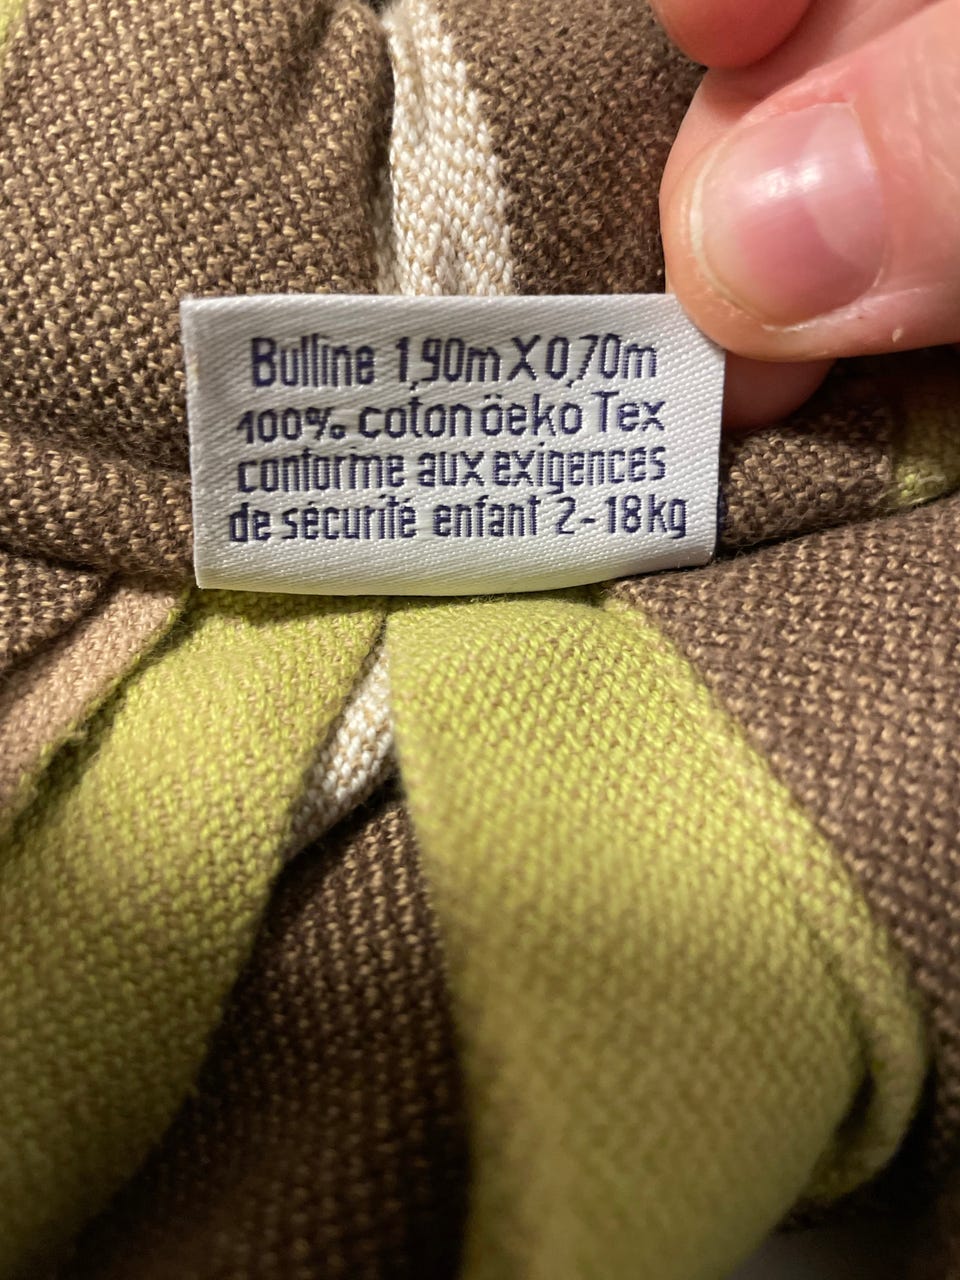 Bulline 1,90m X 0,70m
100% coton öeko Tex
conforme aux exigences
de sécurité enfant 2-18kg